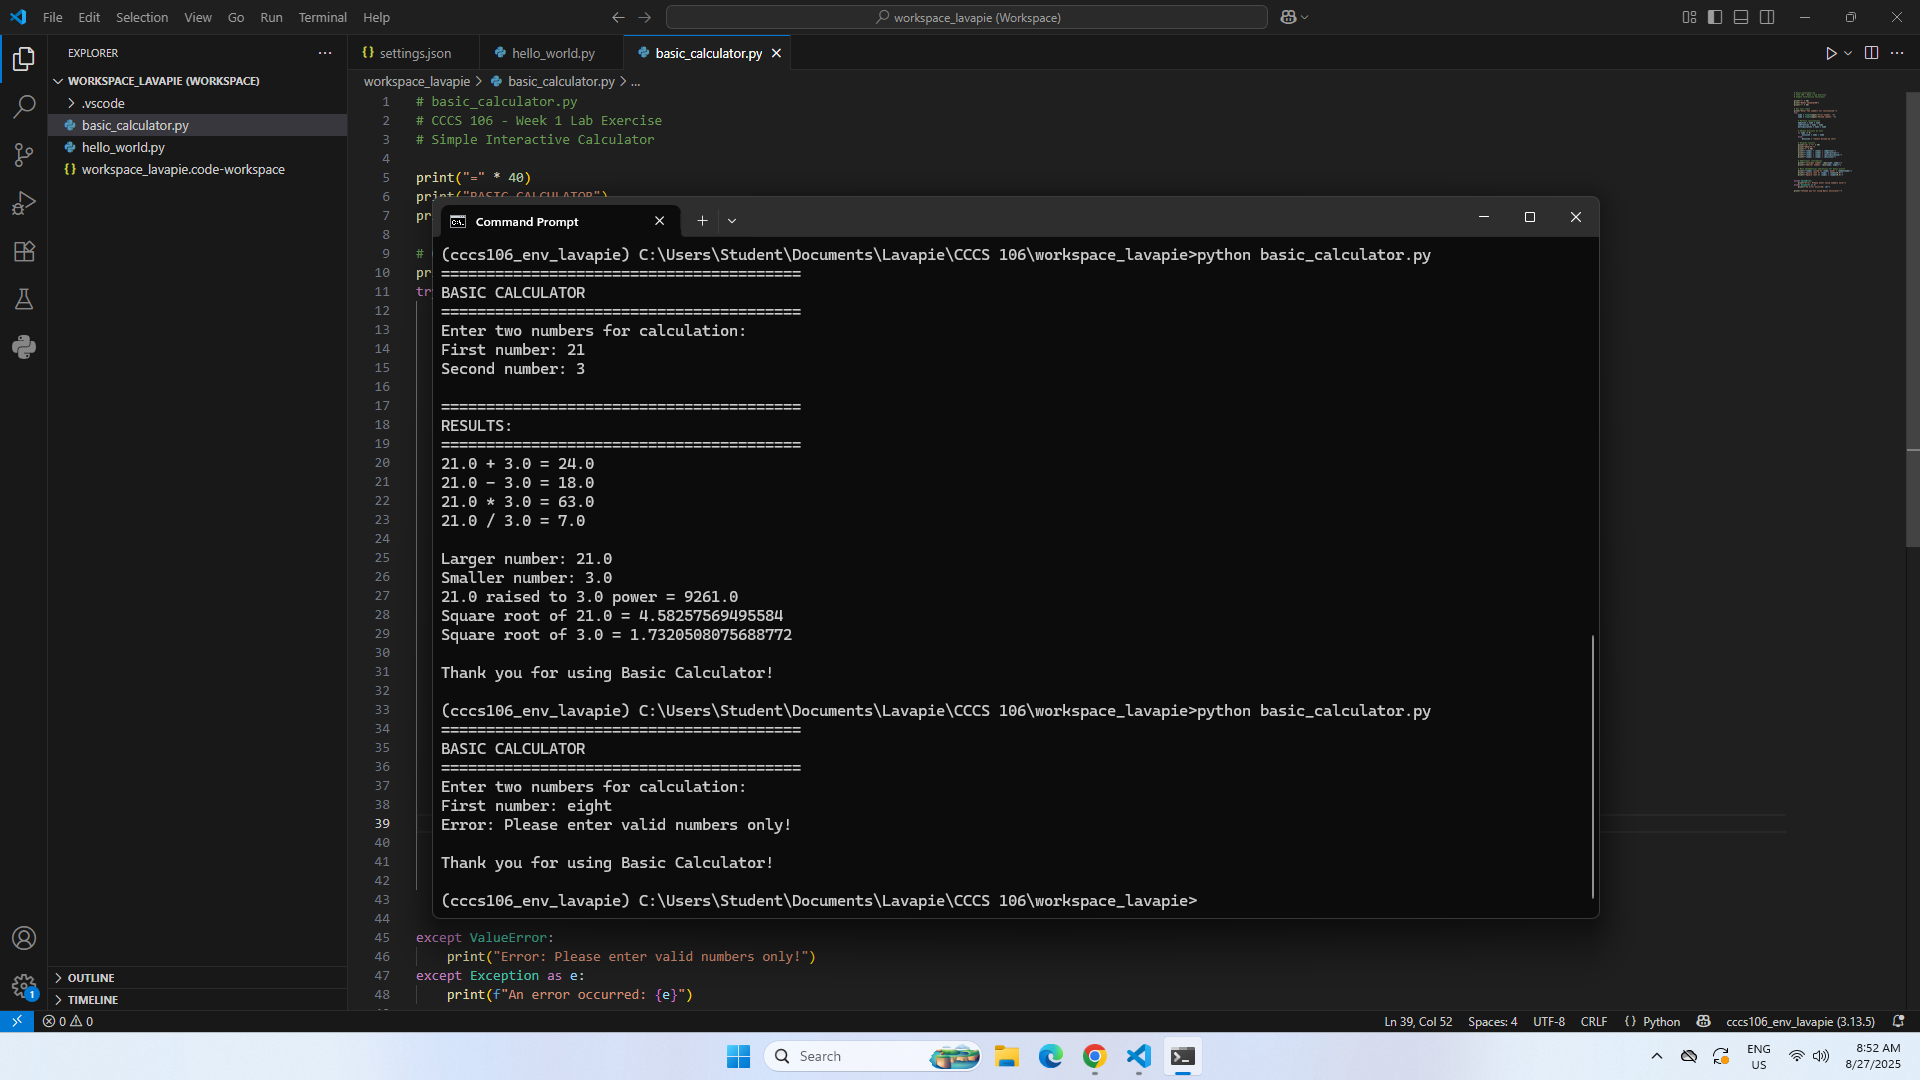 File Edit Selection View Go Run Terminal Help
workspace_lavapie (Workspace)
EXPLORER
settings.json
hello_world.py
basic_calculator.py
WORKSPACE_LAVAPIE (WORKSPACE)
.vscode
basic_calculator.py
hello_world.py
{} workspace_lavapie.code-workspace
workspace_lavapie > basic_calculator.py > ...
1 # basic_calculator.py
2 # CCCS 106 - Week 1 Lab Exercise
3 # Simple Interactive Calculator
4
5 print("=" * 40)
6 print("BASIC CALCULATOR")
7 pr
8
9 #
10 pr
11 tr
12
13
14
15
16
17
18
19
20
21
22
23
24
25
26
27
28
29
30
31
32
33
34
35
36
37
38
39
40
41
42
43
44
45 except ValueError:
46 print("Error: Please enter valid numbers only!")
47 except Exception as e:
48 print(f"An error occurred: {e}")
Command Prompt
(cccs106_env_lavapie) C:\Users\Student\Documents\Lavapie\CCCS 106\workspace_lavapie>python basic_calculator.py
========================================
BASIC CALCULATOR
========================================
Enter two numbers for calculation:
First number: 21
Second number: 3
========================================
RESULTS:
========================================
21.0 + 3.0 = 24.0
21.0 - 3.0 = 18.0
21.0 * 3.0 = 63.0
21.0 / 3.0 = 7.0
Larger number: 21.0
Smaller number: 3.0
21.0 raised to 3.0 power = 9261.0
Square root of 21.0 = 4.58257569495584
Square root of 3.0 = 1.7320508075688772
Thank you for using Basic Calculator!
(cccs106_env_lavapie) C:\Users\Student\Documents\Lavapie\CCCS 106\workspace_lavapie>python basic_calculator.py
========================================
BASIC CALCULATOR
========================================
Enter two numbers for calculation:
First number: eight
Error: Please enter valid numbers only!
Thank you for using Basic Calculator!
(cccs106_env_lavapie) C:\Users\Student\Documents\Lavapie\CCCS 106\workspace_lavapie>
OUTLINE
TIMELINE
1
0 0
Ln 39, Col 52 Spaces: 4 UTF-8 CRLF {} Python cccs106_env_lavapie (3.13.5)
Search
ENG
US
8:52 AM
8/27/2025